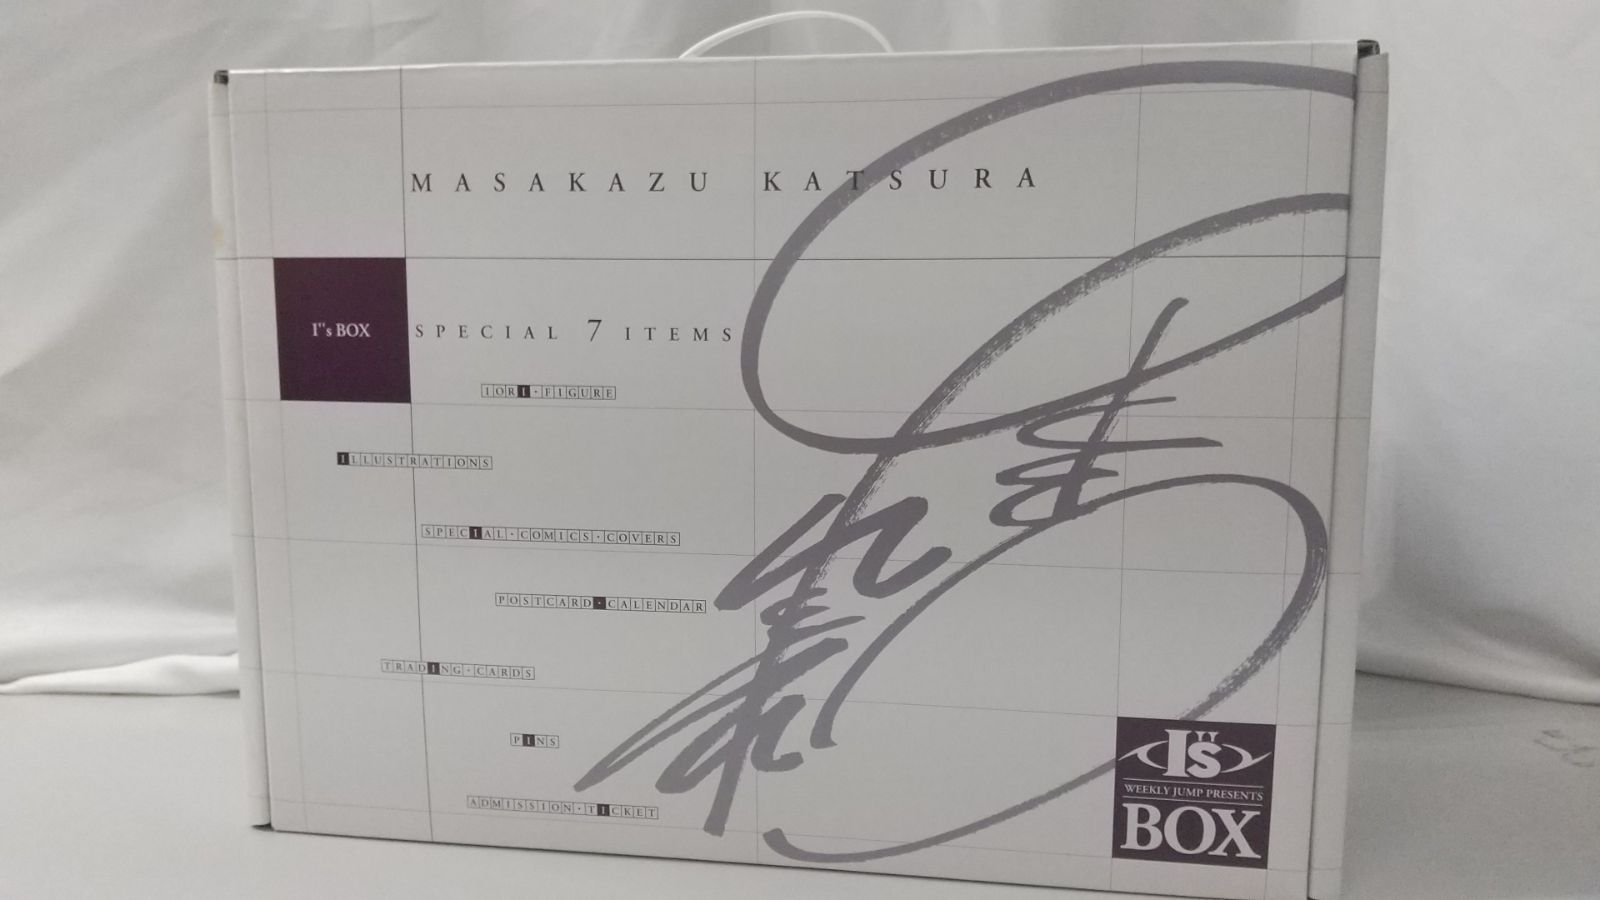 MASAKAZU KATSURA
I"s BOX
SPECIAL 7 ITEMS
IORI・FIGURE
ILLUSTRATIONS
SPECIAL・COMICS・COVERS
POSTCARD・CALENDAR
TRADING・CARDS
PINS
ADMISSION・TICKET
I"s
WEEKLY JUMP PRESENTS
BOX